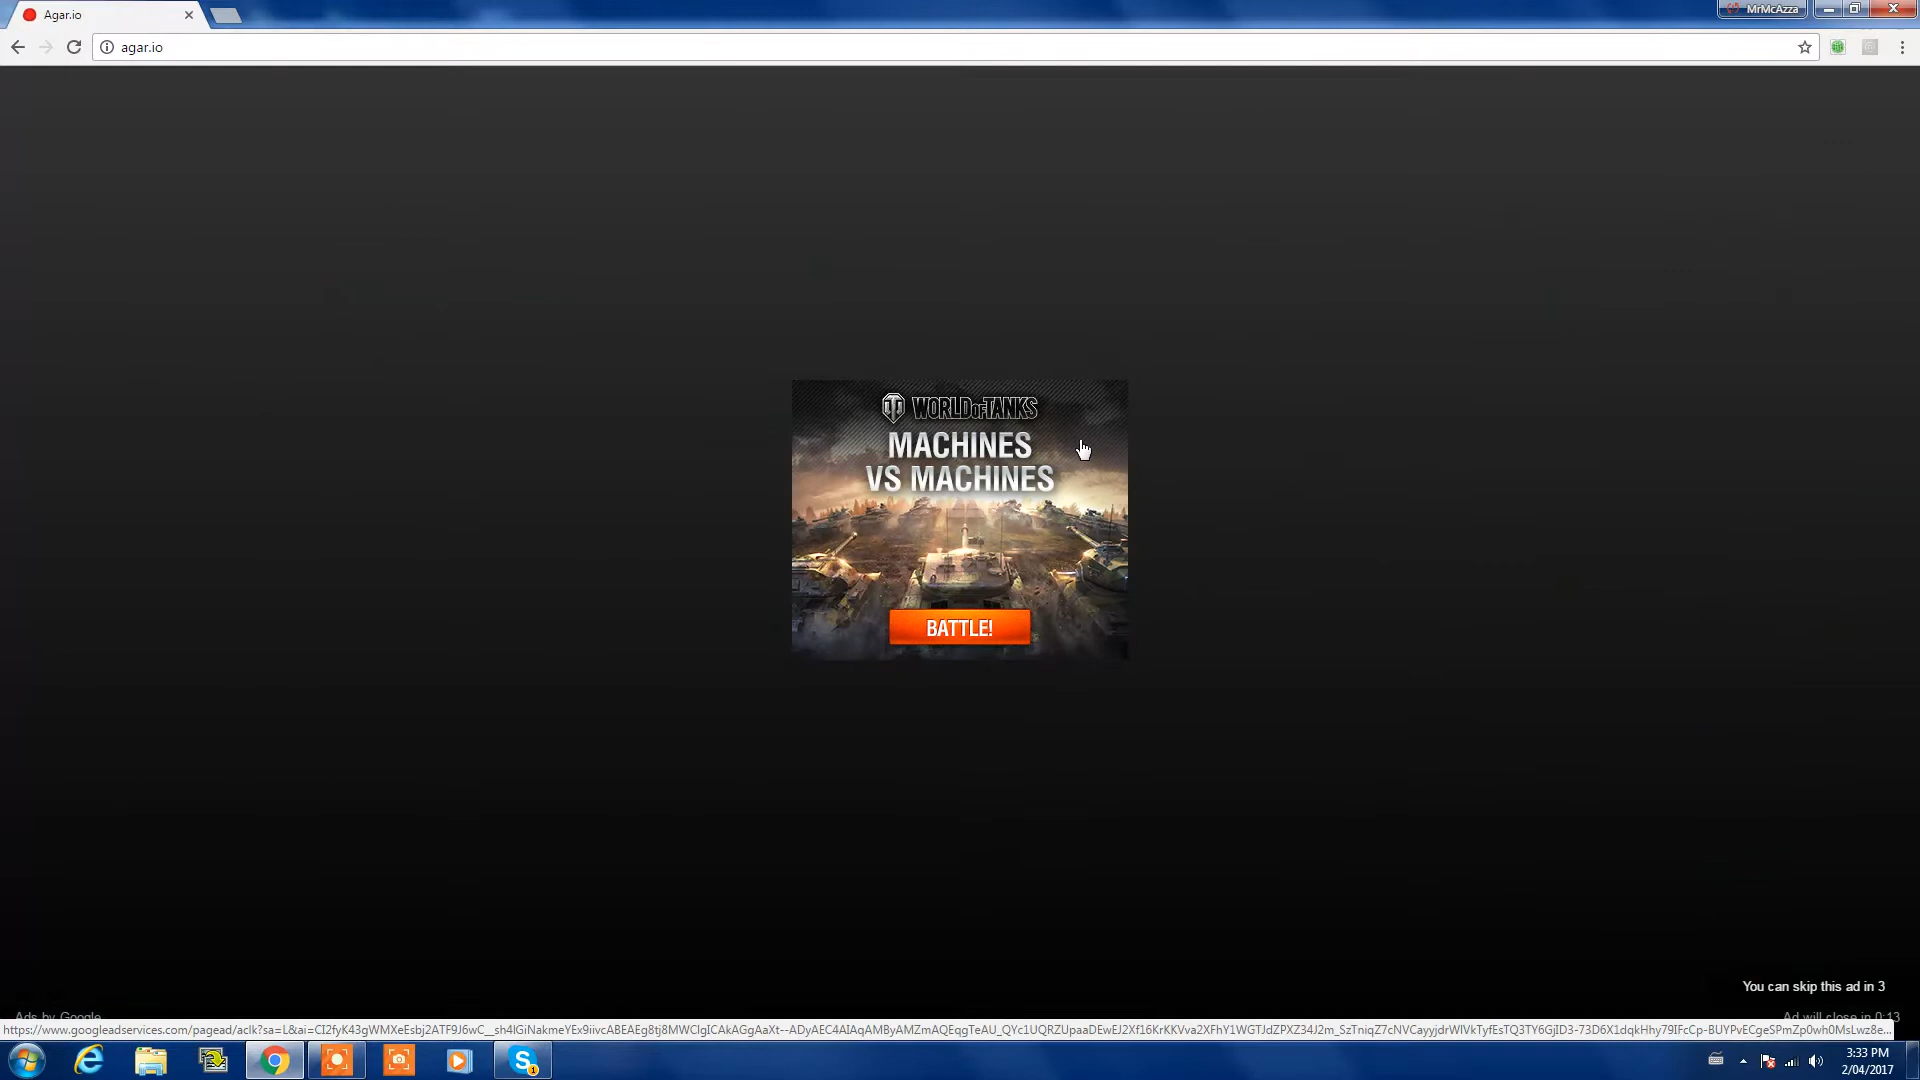 Agar.io
MrMcAzza
agar.io
WORLD OF TANKS
MACHINES
VS MACHINES
BATTLE!
You can skip this ad in 3
Ads by Google
Ad will close in 0:13
3:33 PM
2/04/2017